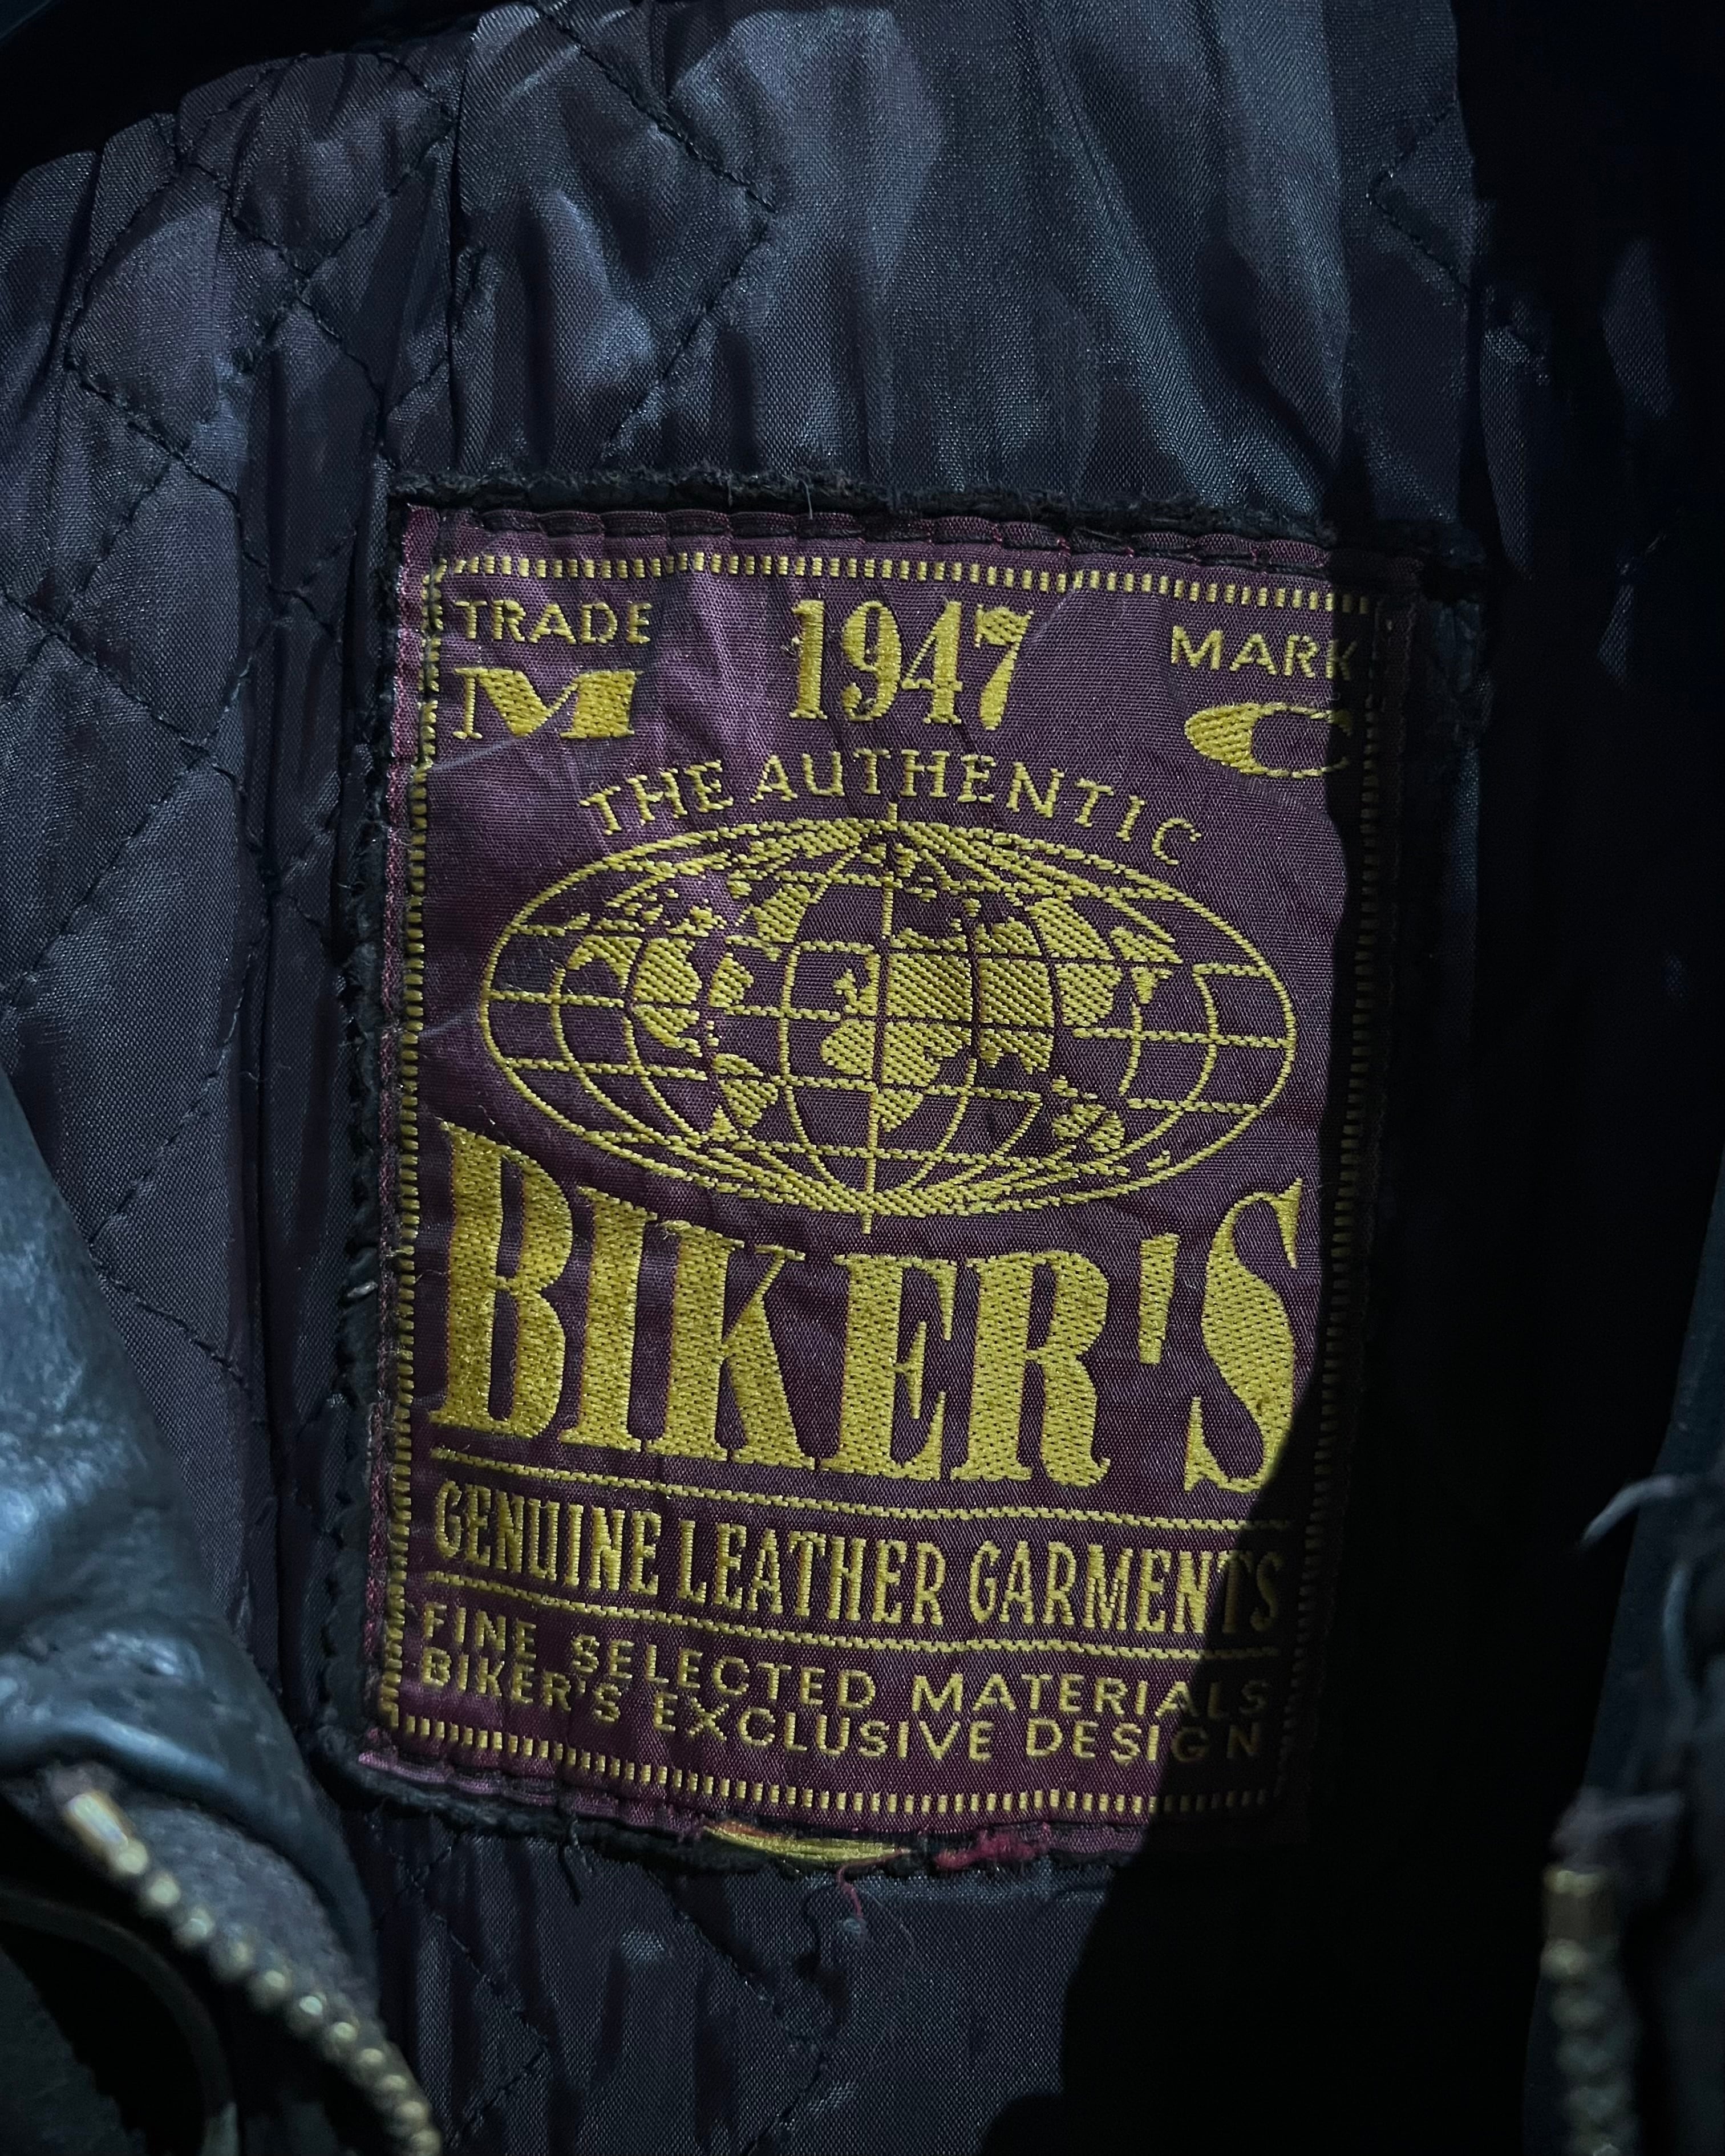 TRADE 1947 MARK
M C
THE AUTHENTIC
BIKER'S
GENUINE LEATHER GARMENTS
FINE SELECTED MATERIALS
BIKER'S EXCLUSIVE DESIGN